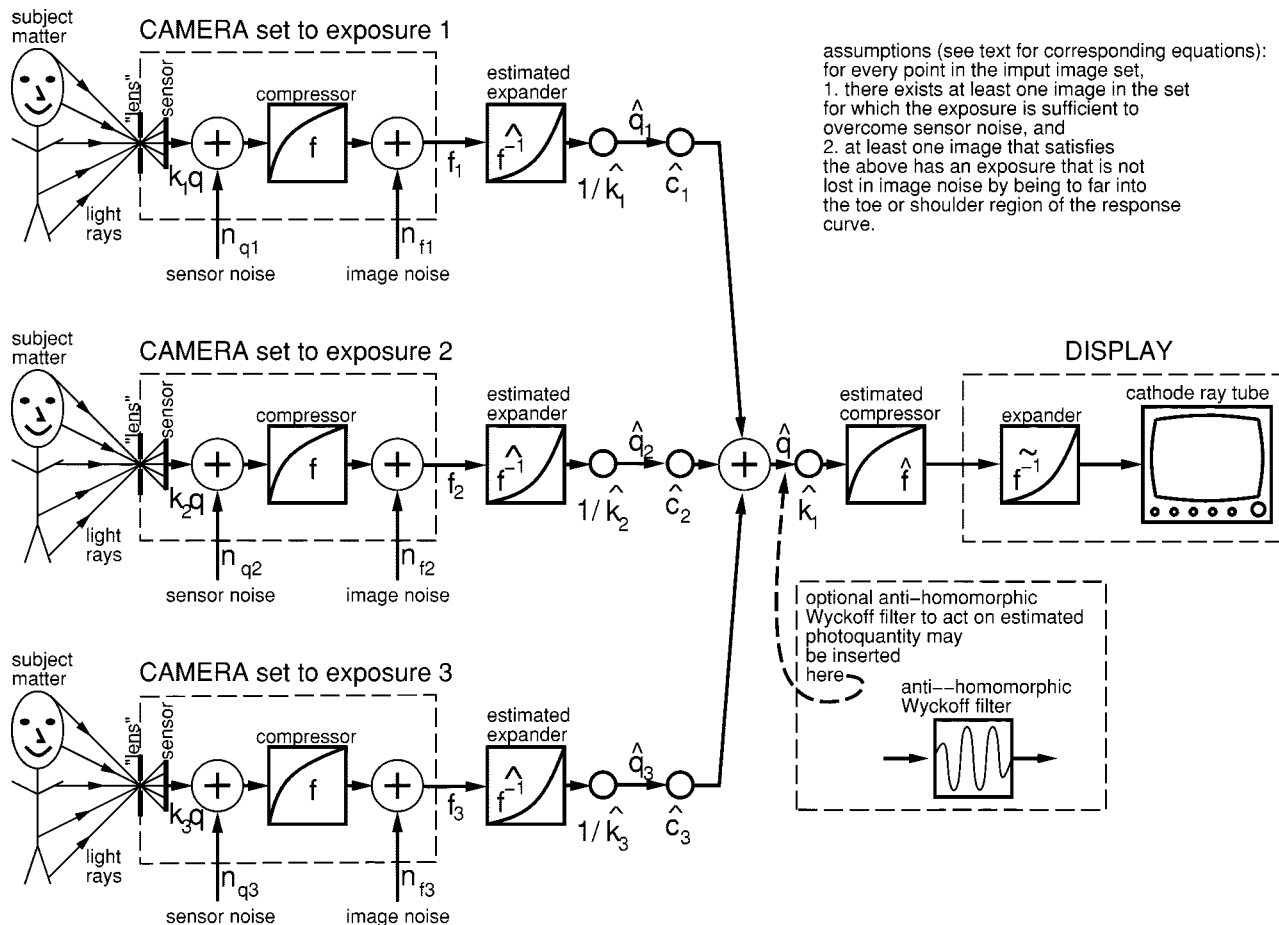 subject
matter
CAMERA set to exposure 1
"lens"
sensor
compressor
f
estimated
expander
f^-1
k1q
f1
1/k̂1
q̂1
ĉ1
light
rays
nq1
sensor noise
nf1
image noise
assumptions (see text for corresponding equations):
for every point in the imput image set,
1. there exists at least one image in the set
for which the exposure is sufficient to
overcome sensor noise, and
2. at least one image that satisfies
the above has an exposure that is not
lost in image noise by being to far into
the toe or shoulder region of the response
curve.
subject
matter
CAMERA set to exposure 2
"lens"
sensor
compressor
f
estimated
expander
f^-1
k2q
f2
1/k̂2
q̂2
ĉ2
light
rays
nq2
sensor noise
nf2
image noise
q̂
k̂1
estimated
compressor
f̂
DISPLAY
expander
f~-1
cathode ray tube
optional anti-homomorphic
Wyckoff filter to act on estimated
photoquantity may
be inserted
here
anti--homomorphic
Wyckoff filter
subject
matter
CAMERA set to exposure 3
"lens"
sensor
compressor
f
estimated
expander
f^-1
k3q
f3
1/k̂3
q̂3
ĉ3
light
rays
nq3
sensor noise
nf3
image noise